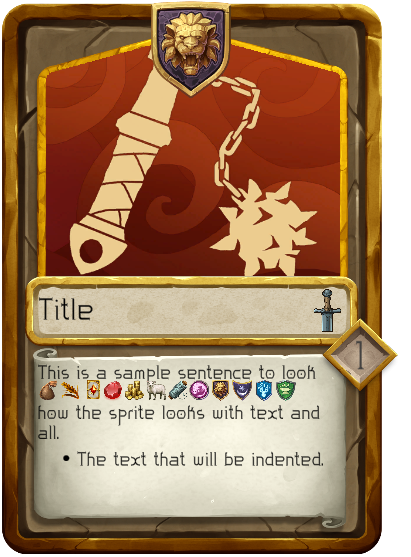 Title
1
This is a sample sentence to look
how the sprite looks with text and
all.
• The text that will be indented.